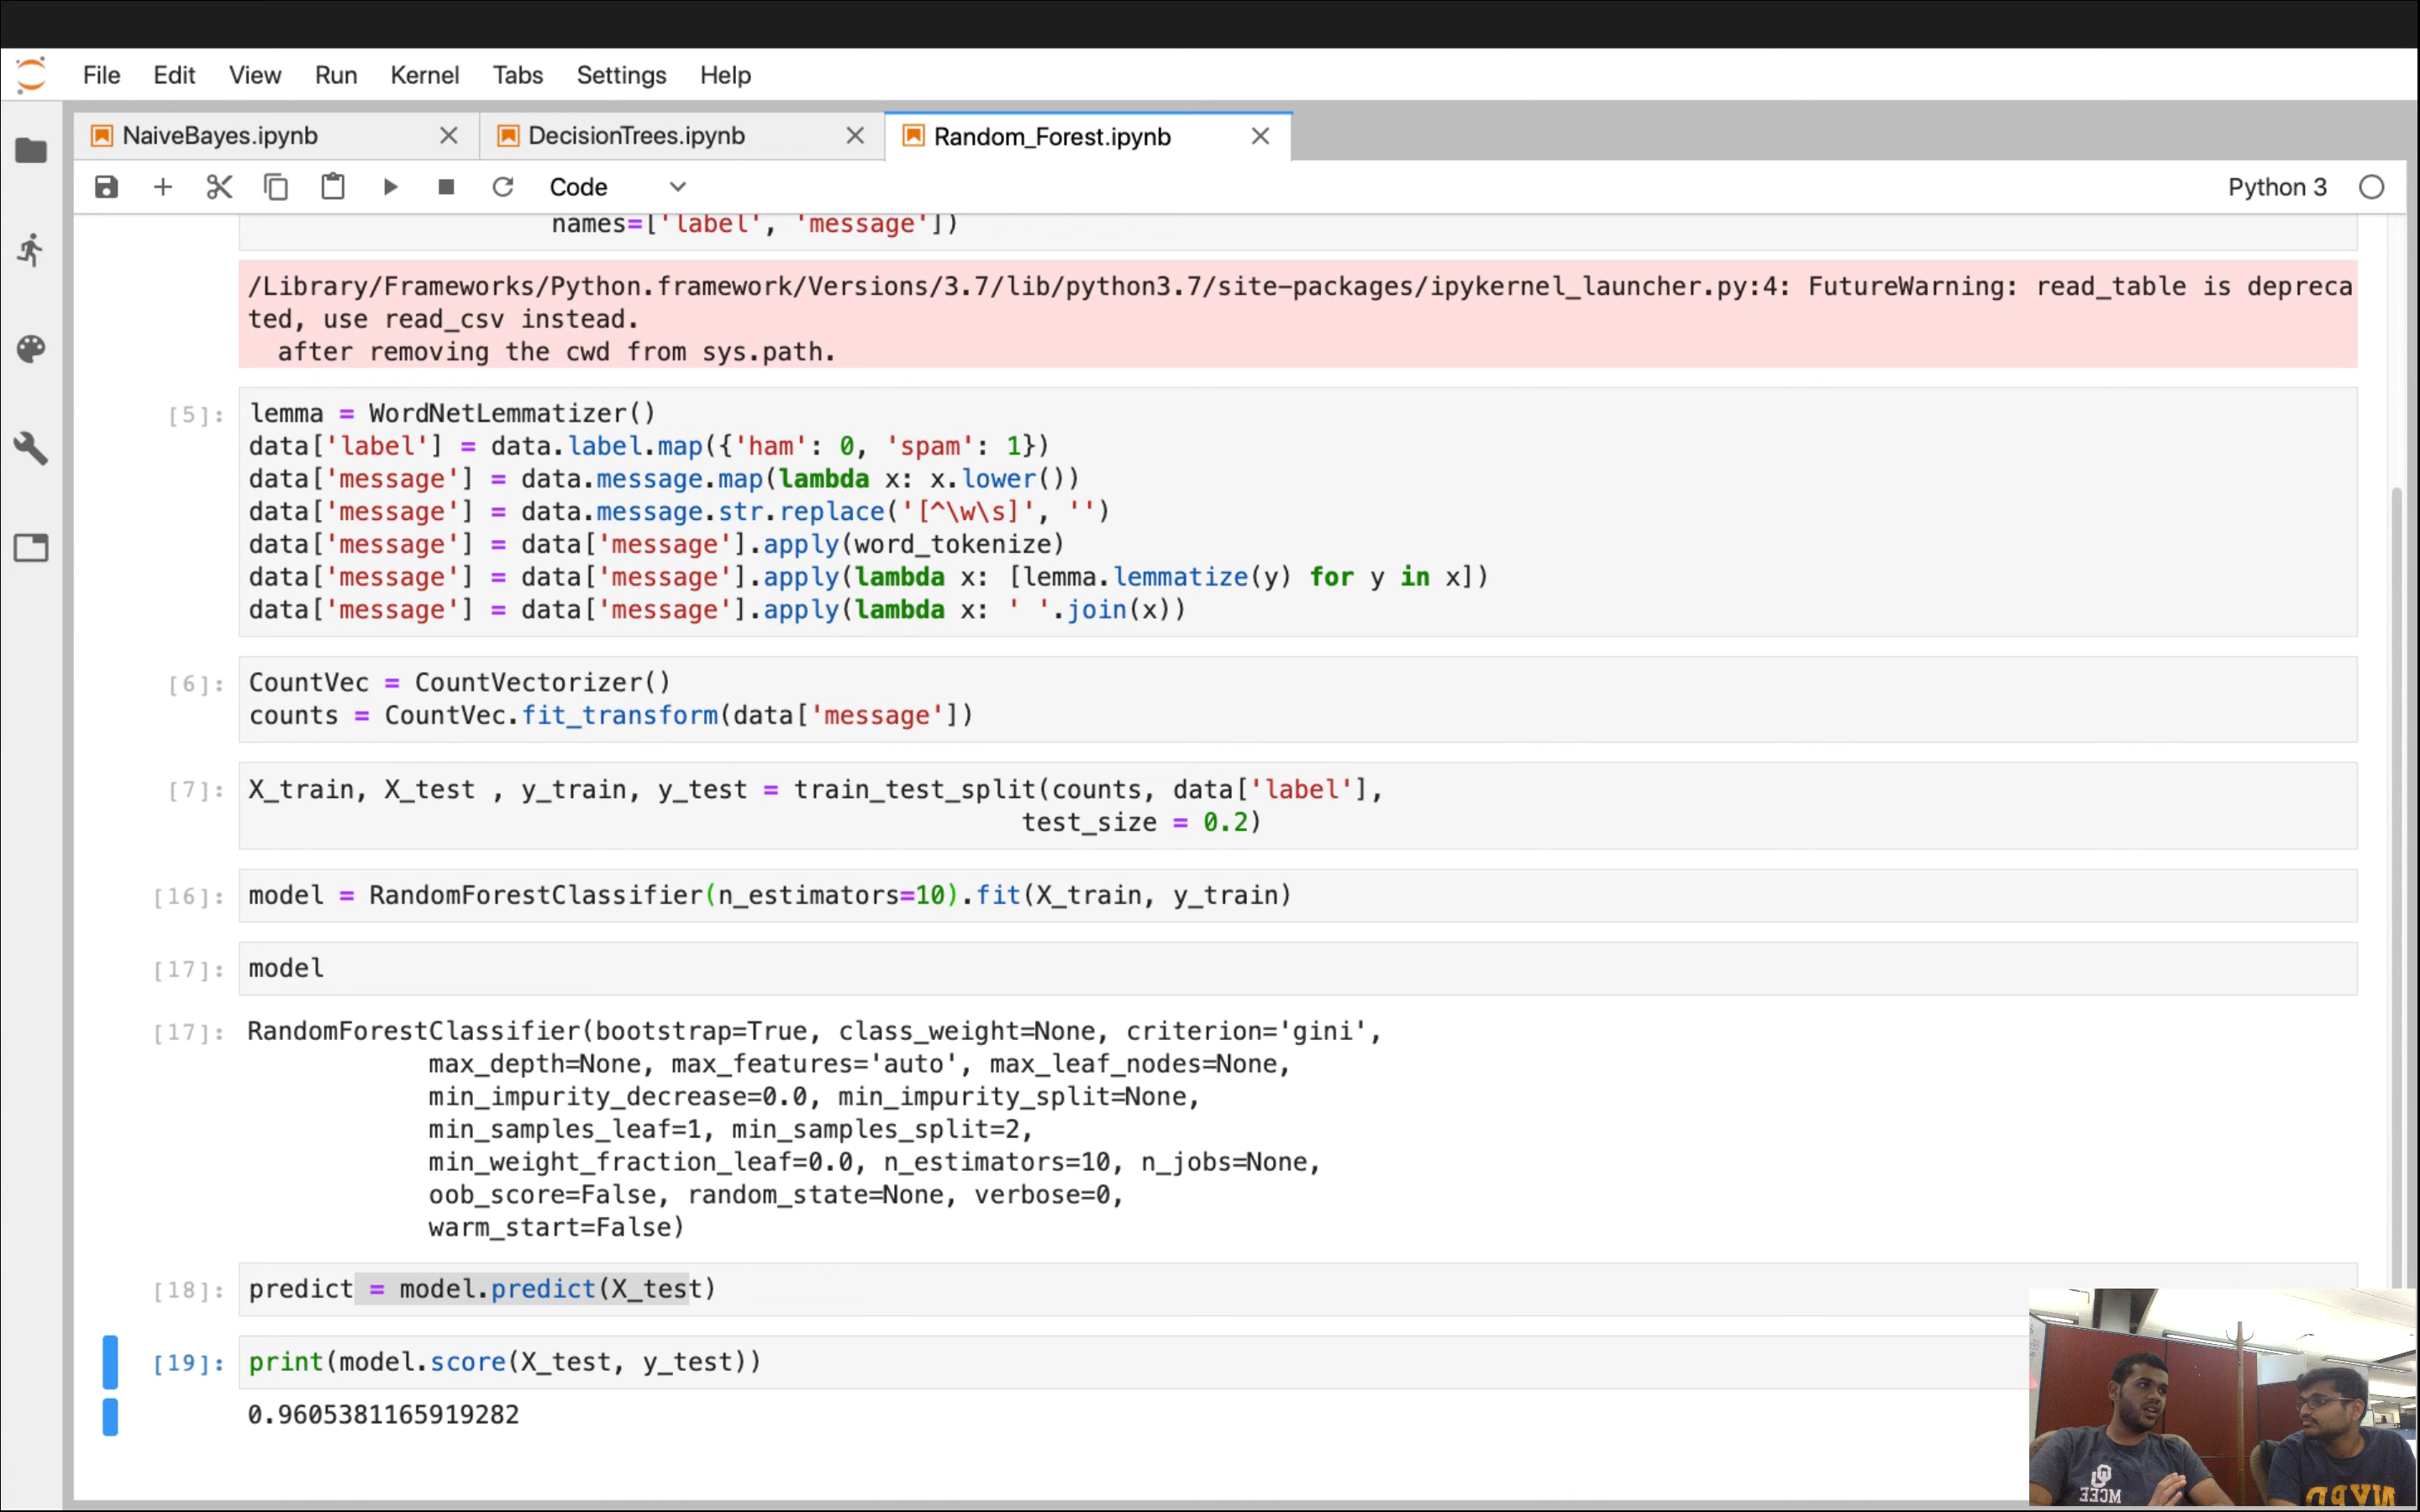 File Edit View Run Kernel Tabs Settings Help
NaiveBayes.ipynb DecisionTrees.ipynb Random_Forest.ipynb
Code Python 3
names=['label', 'message'])
/Library/Frameworks/Python.framework/Versions/3.7/lib/python3.7/site-packages/ipykernel_launcher.py:4: FutureWarning: read_table is depreca
ted, use read_csv instead.
after removing the cwd from sys.path.
[5]: lemma = WordNetLemmatizer()
data['label'] = data.label.map({'ham': 0, 'spam': 1})
data['message'] = data.message.map(lambda x: x.lower())
data['message'] = data.message.str.replace('[^\w\s]', '')
data['message'] = data['message'].apply(word_tokenize)
data['message'] = data['message'].apply(lambda x: [lemma.lemmatize(y) for y in x])
data['message'] = data['message'].apply(lambda x: ' '.join(x))
[6]: CountVec = CountVectorizer()
counts = CountVec.fit_transform(data['message'])
[7]: X_train, X_test , y_train, y_test = train_test_split(counts, data['label'],
test_size = 0.2)
[16]: model = RandomForestClassifier(n_estimators=10).fit(X_train, y_train)
[17]: model
[17]: RandomForestClassifier(bootstrap=True, class_weight=None, criterion='gini',
max_depth=None, max_features='auto', max_leaf_nodes=None,
min_impurity_decrease=0.0, min_impurity_split=None,
min_samples_leaf=1, min_samples_split=2,
min_weight_fraction_leaf=0.0, n_estimators=10, n_jobs=None,
oob_score=False, random_state=None, verbose=0,
warm_start=False)
[18]: predict = model.predict(X_test)
[19]: print(model.score(X_test, y_test))
0.9605381165919282
MCEE